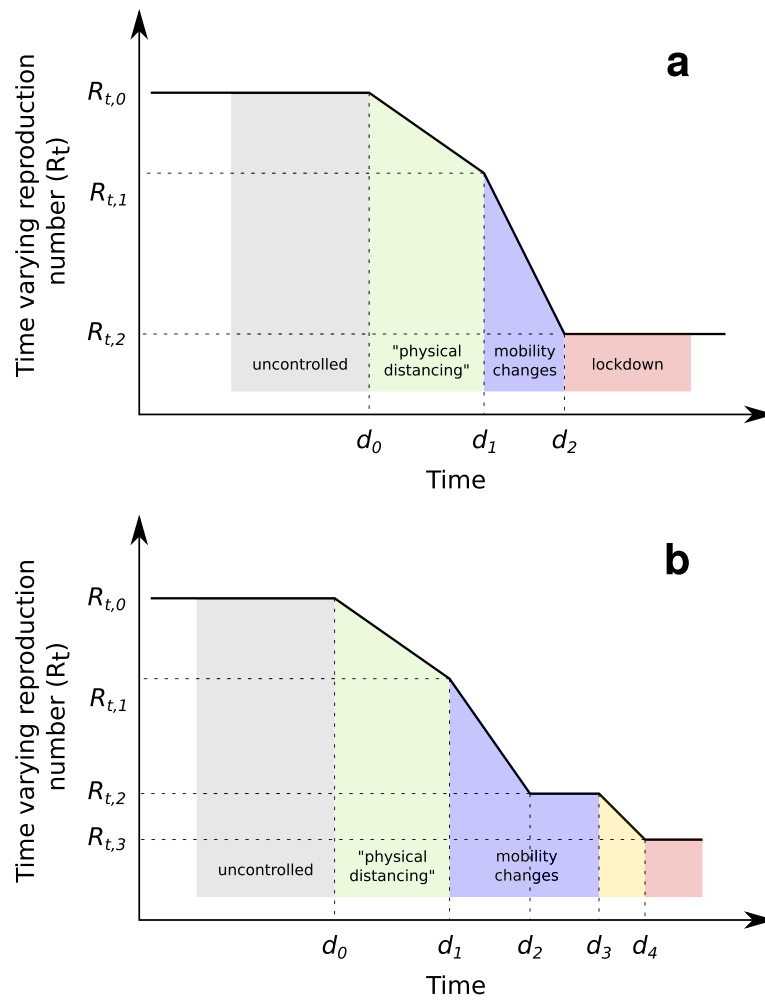 a
Time varying reproduction
number (Rt)
Rt,0
Rt,1
Rt,2
uncontrolled
"physical
distancing"
mobility
changes
lockdown
d0
d1
d2
Time
b
Time varying reproduction
number (Rt)
Rt,0
Rt,1
Rt,2
Rt,3
uncontrolled
"physical
distancing"
mobility
changes
d0
d1
d2
d3
d4
Time